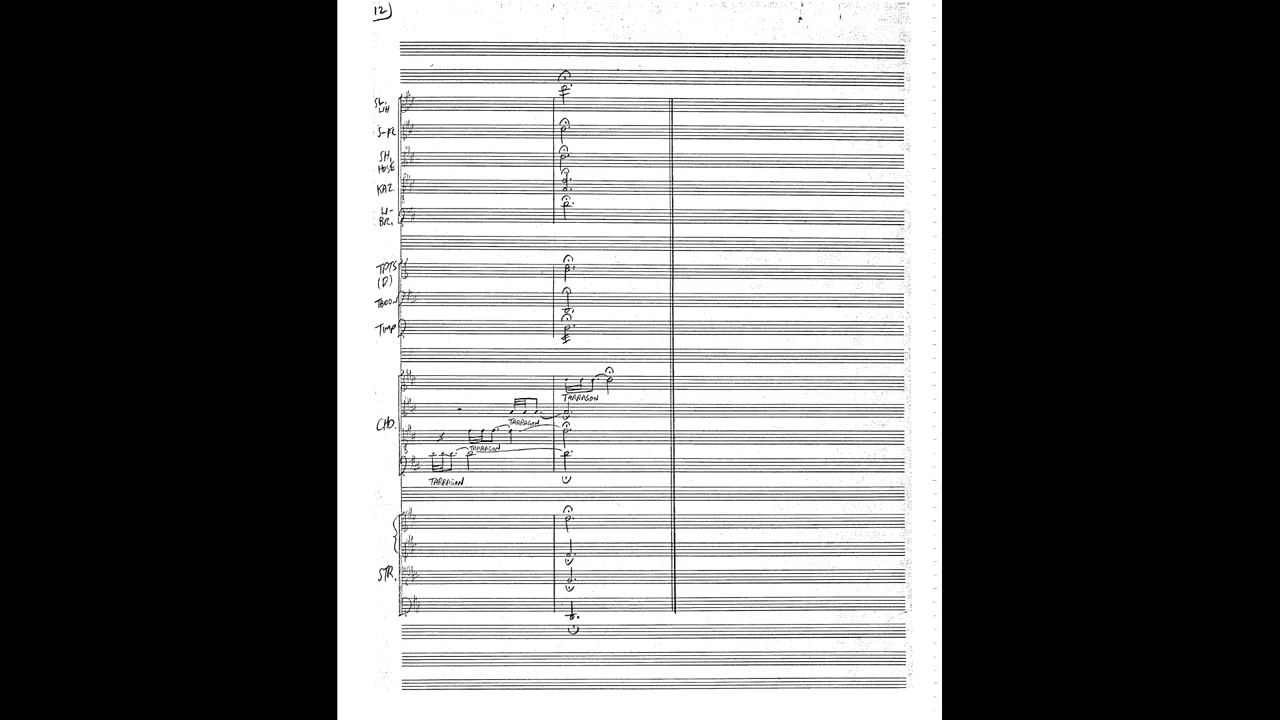 12
SL.
WH
S-FL
SH.
HOSE
KAZ.
W-
BR.
TPTS
(D)
TBON
TIMP
TARRAGON
CHO.
TARRAGON
TARRAGON
TARRAGON
STR.